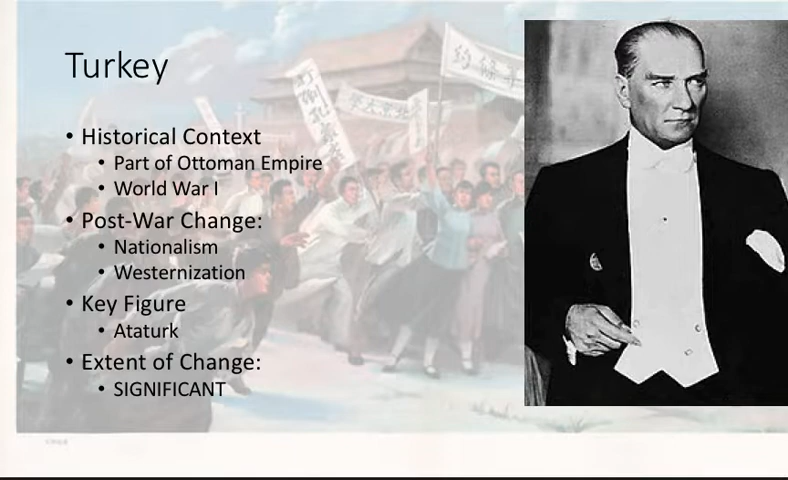 Turkey
• Historical Context
• Part of Ottoman Empire
• World War I
• Post-War Change:
• Nationalism
• Westernization
• Key Figure
• Ataturk
• Extent of Change:
• SIGNIFICANT